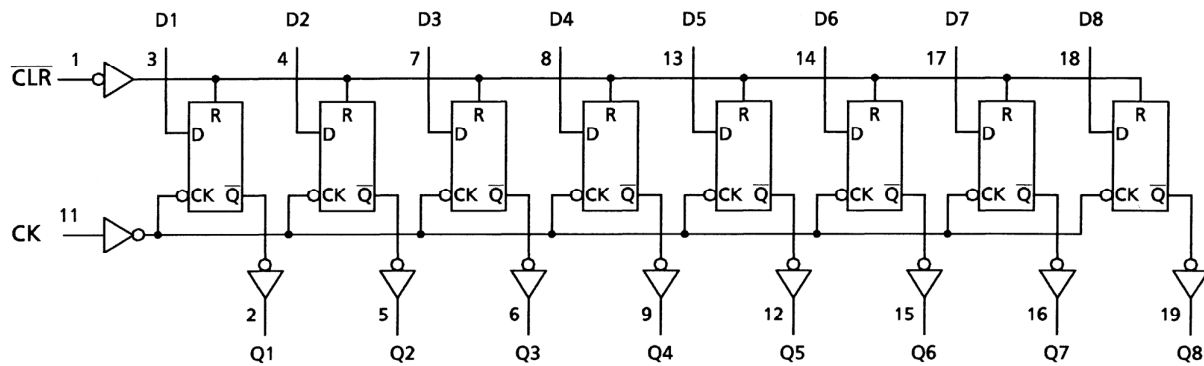 D1 D2 D3 D4 D5 D6 D7 D8
C̅L̅R̅ 1 3 4 7 8 13 14 17 18
R R R R R R R R
D D D D D D D D
CK Q̅ CK Q̅ CK Q̅ CK Q̅ CK Q̅ CK Q̅ CK Q̅ CK Q̅
CK 11
2 5 6 9 12 15 16 19
Q1 Q2 Q3 Q4 Q5 Q6 Q7 Q8